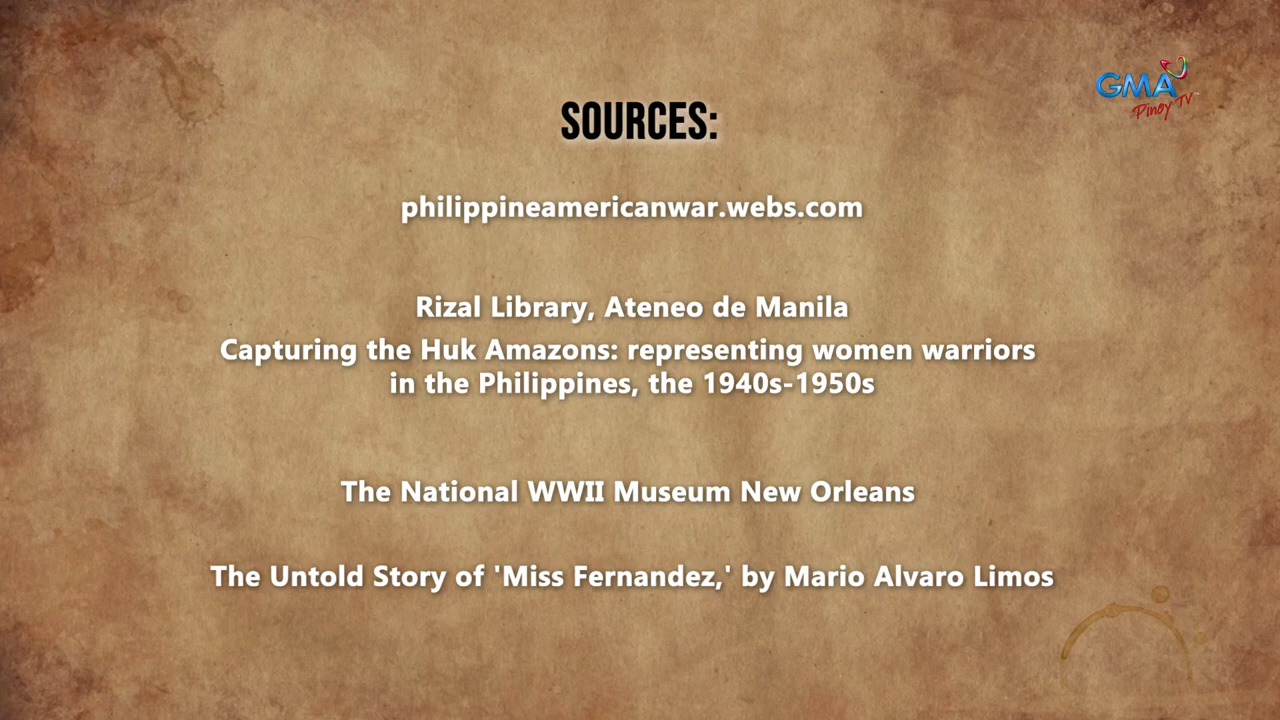 GMA
Pinoy TV
SOURCES:
philippineamericanwar.webs.com
Rizal Library, Ateneo de Manila
Capturing the Huk Amazons: representing women warriors
in the Philippines, the 1940s-1950s
The National WWII Museum New Orleans
The Untold Story of 'Miss Fernandez,' by Mario Alvaro Limos